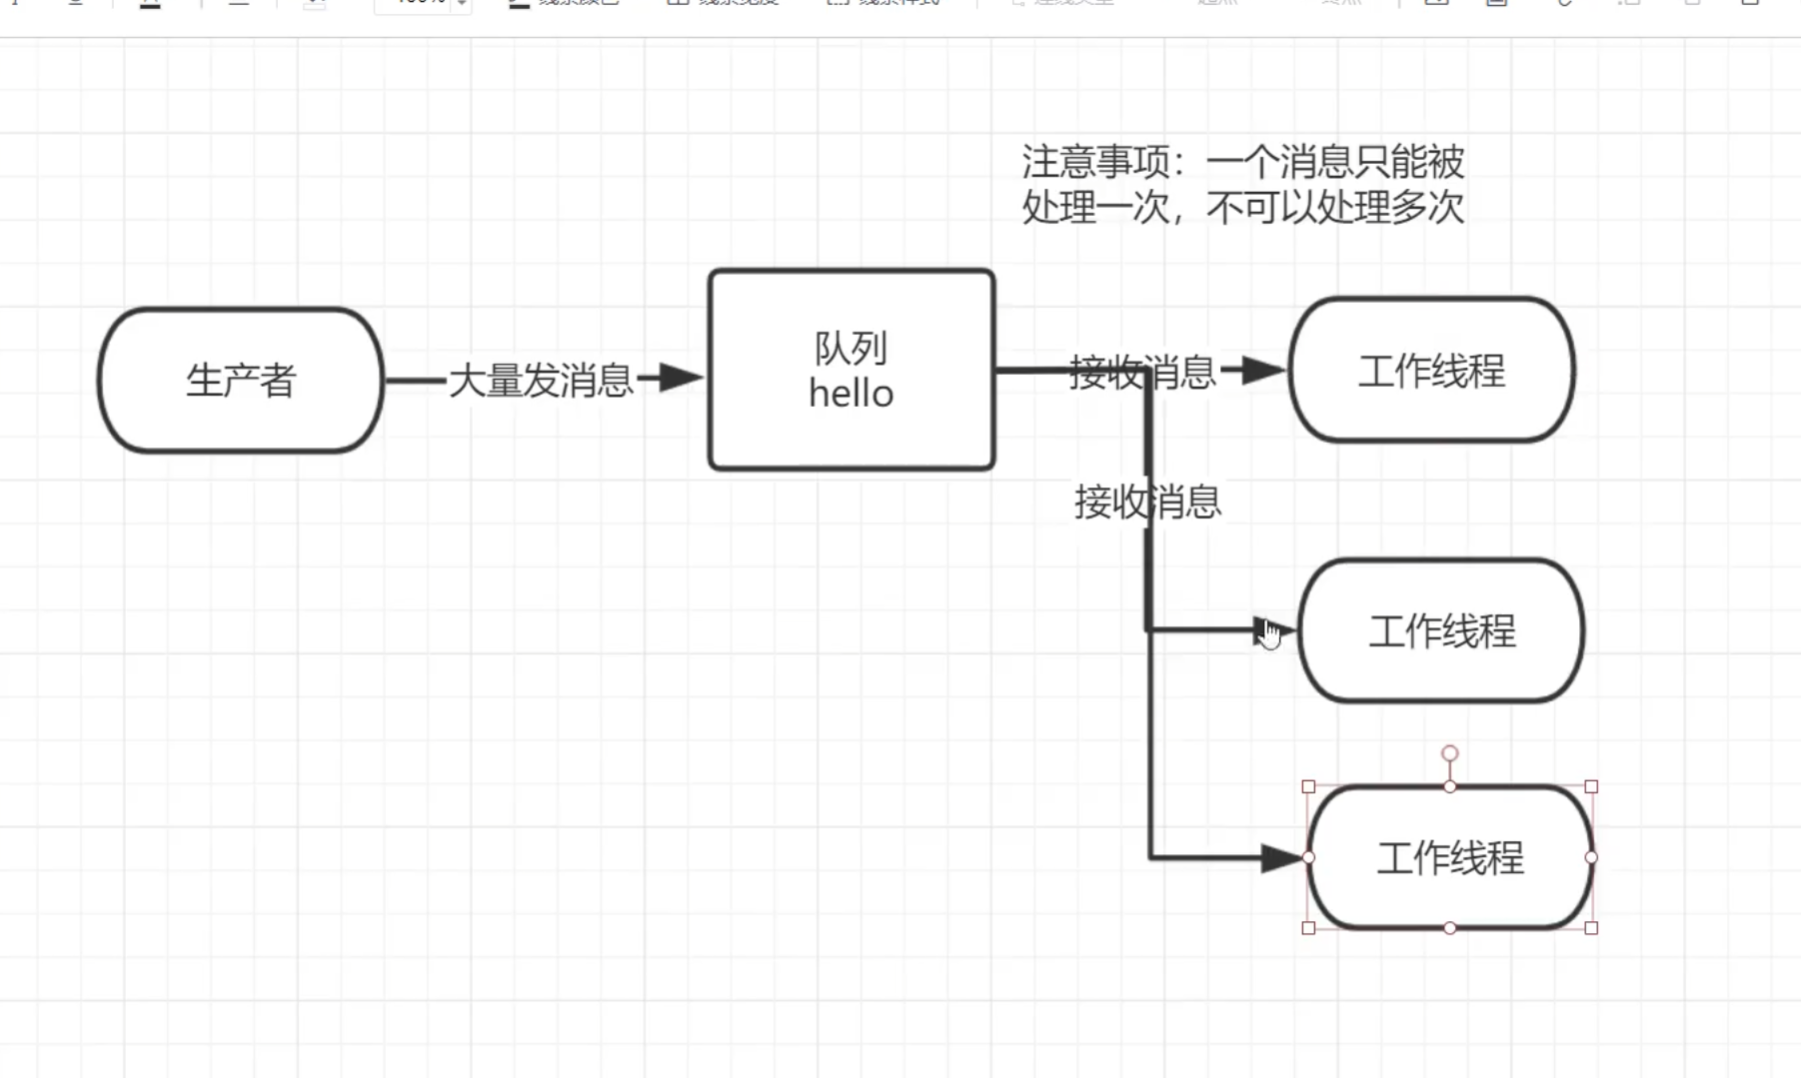 注意事项：一个消息只能被
处理一次，不可以处理多次
生产者
大量发消息
队列
hello
接收消息
工作线程
接收消息
工作线程
工作线程